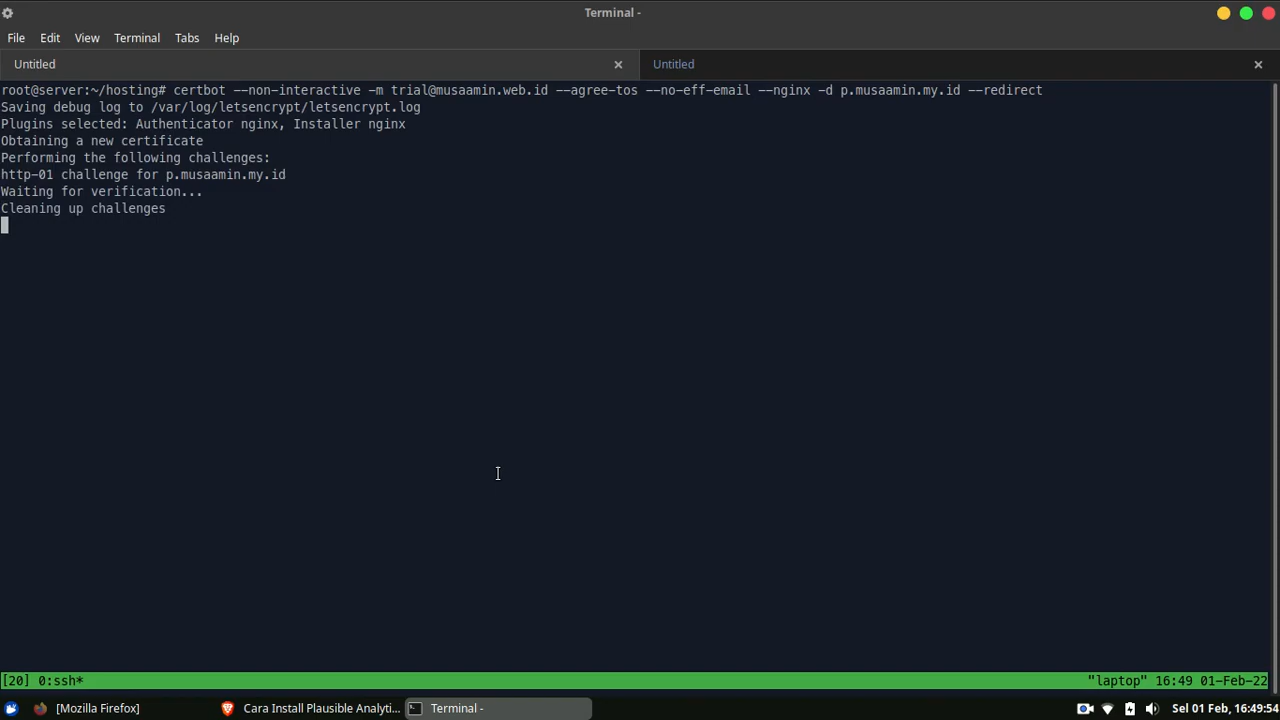 Terminal -
File Edit View Terminal Tabs Help
Untitled
Untitled
root@server:~/hosting# certbot --non-interactive -m trial@musaamin.web.id --agree-tos --no-eff-email --nginx -d p.musaamin.my.id --redirect
Saving debug log to /var/log/letsencrypt/letsencrypt.log
Plugins selected: Authenticator nginx, Installer nginx
Obtaining a new certificate
Performing the following challenges:
http-01 challenge for p.musaamin.my.id
Waiting for verification...
Cleaning up challenges
[20] 0:ssh* "laptop" 16:49 01-Feb-22
[Mozilla Firefox] Cara Install Plausible Analyti... Terminal - Sel 01 Feb, 16:49:54